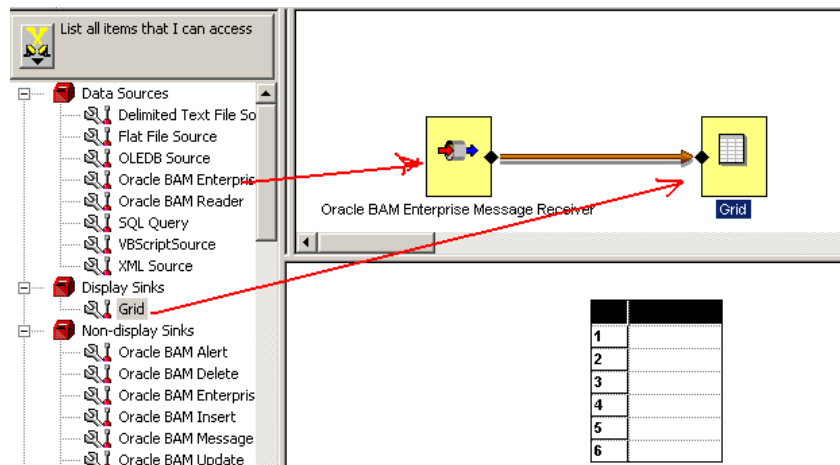 List all items that I can access
Data Sources
Delimited Text File So
Flat File Source
OLEDB Source
Oracle BAM Enterpris
Oracle BAM Reader
SQL Query
VBScriptSource
XML Source
Display Sinks
Grid
Non-display Sinks
Oracle BAM Alert
Oracle BAM Delete
Oracle BAM Enterpris
Oracle BAM Insert
Oracle BAM Message
Oracle BAM Update
Oracle BAM Enterprise Message Receiver
Grid
1
2
3
4
5
6